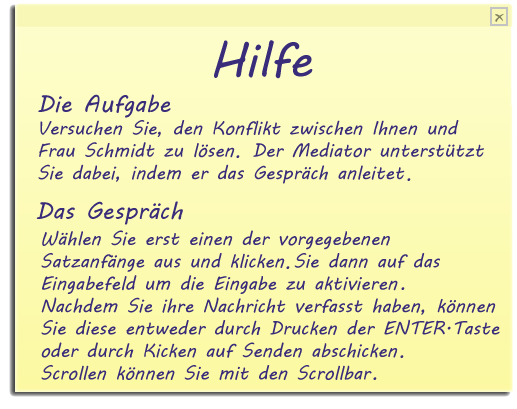 Hilfe
Die Aufgabe
Versuchen Sie, den Konflikt zwischen Ihnen und
Frau Schmidt zu lösen. Der Mediator unterstützt
Sie dabei, indem er das Gespräch anleitet.
Das Gespräch
Wählen Sie erst einen der vorgegebenen
Satzanfänge aus und klicken.Sie dann auf das
Eingabefeld um die Eingabe zu aktivieren.
Nachdem Sie ihre Nachricht verfasst haben, können
Sie diese entweder durch Drucken der ENTER-Taste
oder durch Kicken auf Senden abschicken.
Scrollen können Sie mit den Scrollbar.